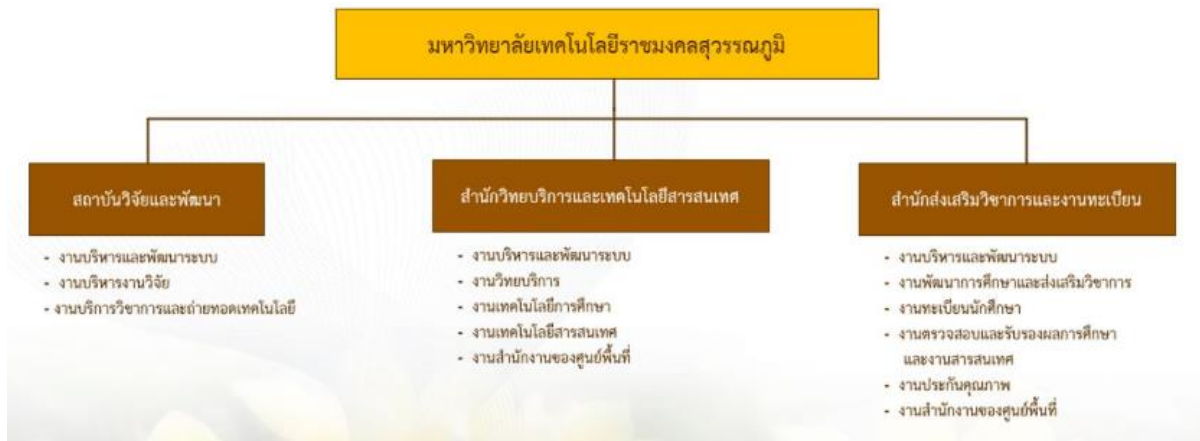 มหาวิทยาลัยเทคโนโลยีราชมงคลสุวรรณภูมิ
สถาบันวิจัยและพัฒนา
- งานบริหารและพัฒนาระบบ
- งานบริหารงานวิจัย
- งานบริการวิชาการและถ่ายทอดเทคโนโลยี
สำนักวิทยบริการและเทคโนโลยีสารสนเทศ
- งานบริหารและพัฒนาระบบ
- งานวิทยบริการ
- งานเทคโนโลยีการศึกษา
- งานเทคโนโลยีสารสนเทศ
- งานสำนักงานของศูนย์พื้นที่
สำนักส่งเสริมวิชาการและงานทะเบียน
- งานบริหารและพัฒนาระบบ
- งานพัฒนาการศึกษาและส่งเสริมวิชาการ
- งานทะเบียนนักศึกษา
- งานตรวจสอบและรับรองผลการศึกษา
และงานสารสนเทศ
- งานประกันคุณภาพ
- งานสำนักงานของศูนย์พื้นที่